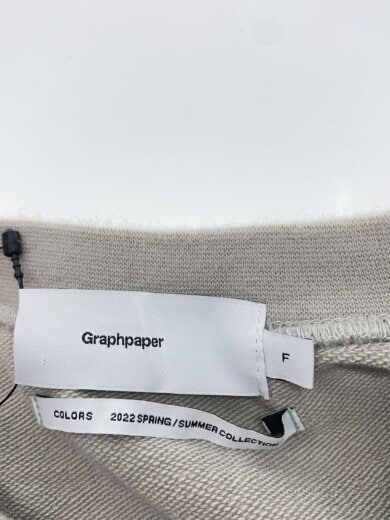 Graphpaper
F
COLORS 2022 SPRING/SUMMER COLLECTION